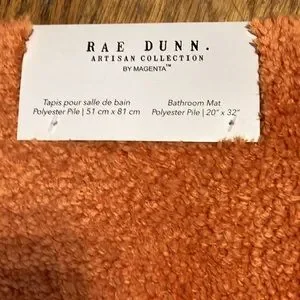 RAE DUNN.
ARTISAN COLLECTION
BY MAGENTA™
Tapis pour salle de bain
Polyester Pile | 51 cm x 81 cm
Bathroom Mat
Polyester Pile | 20" x 32"